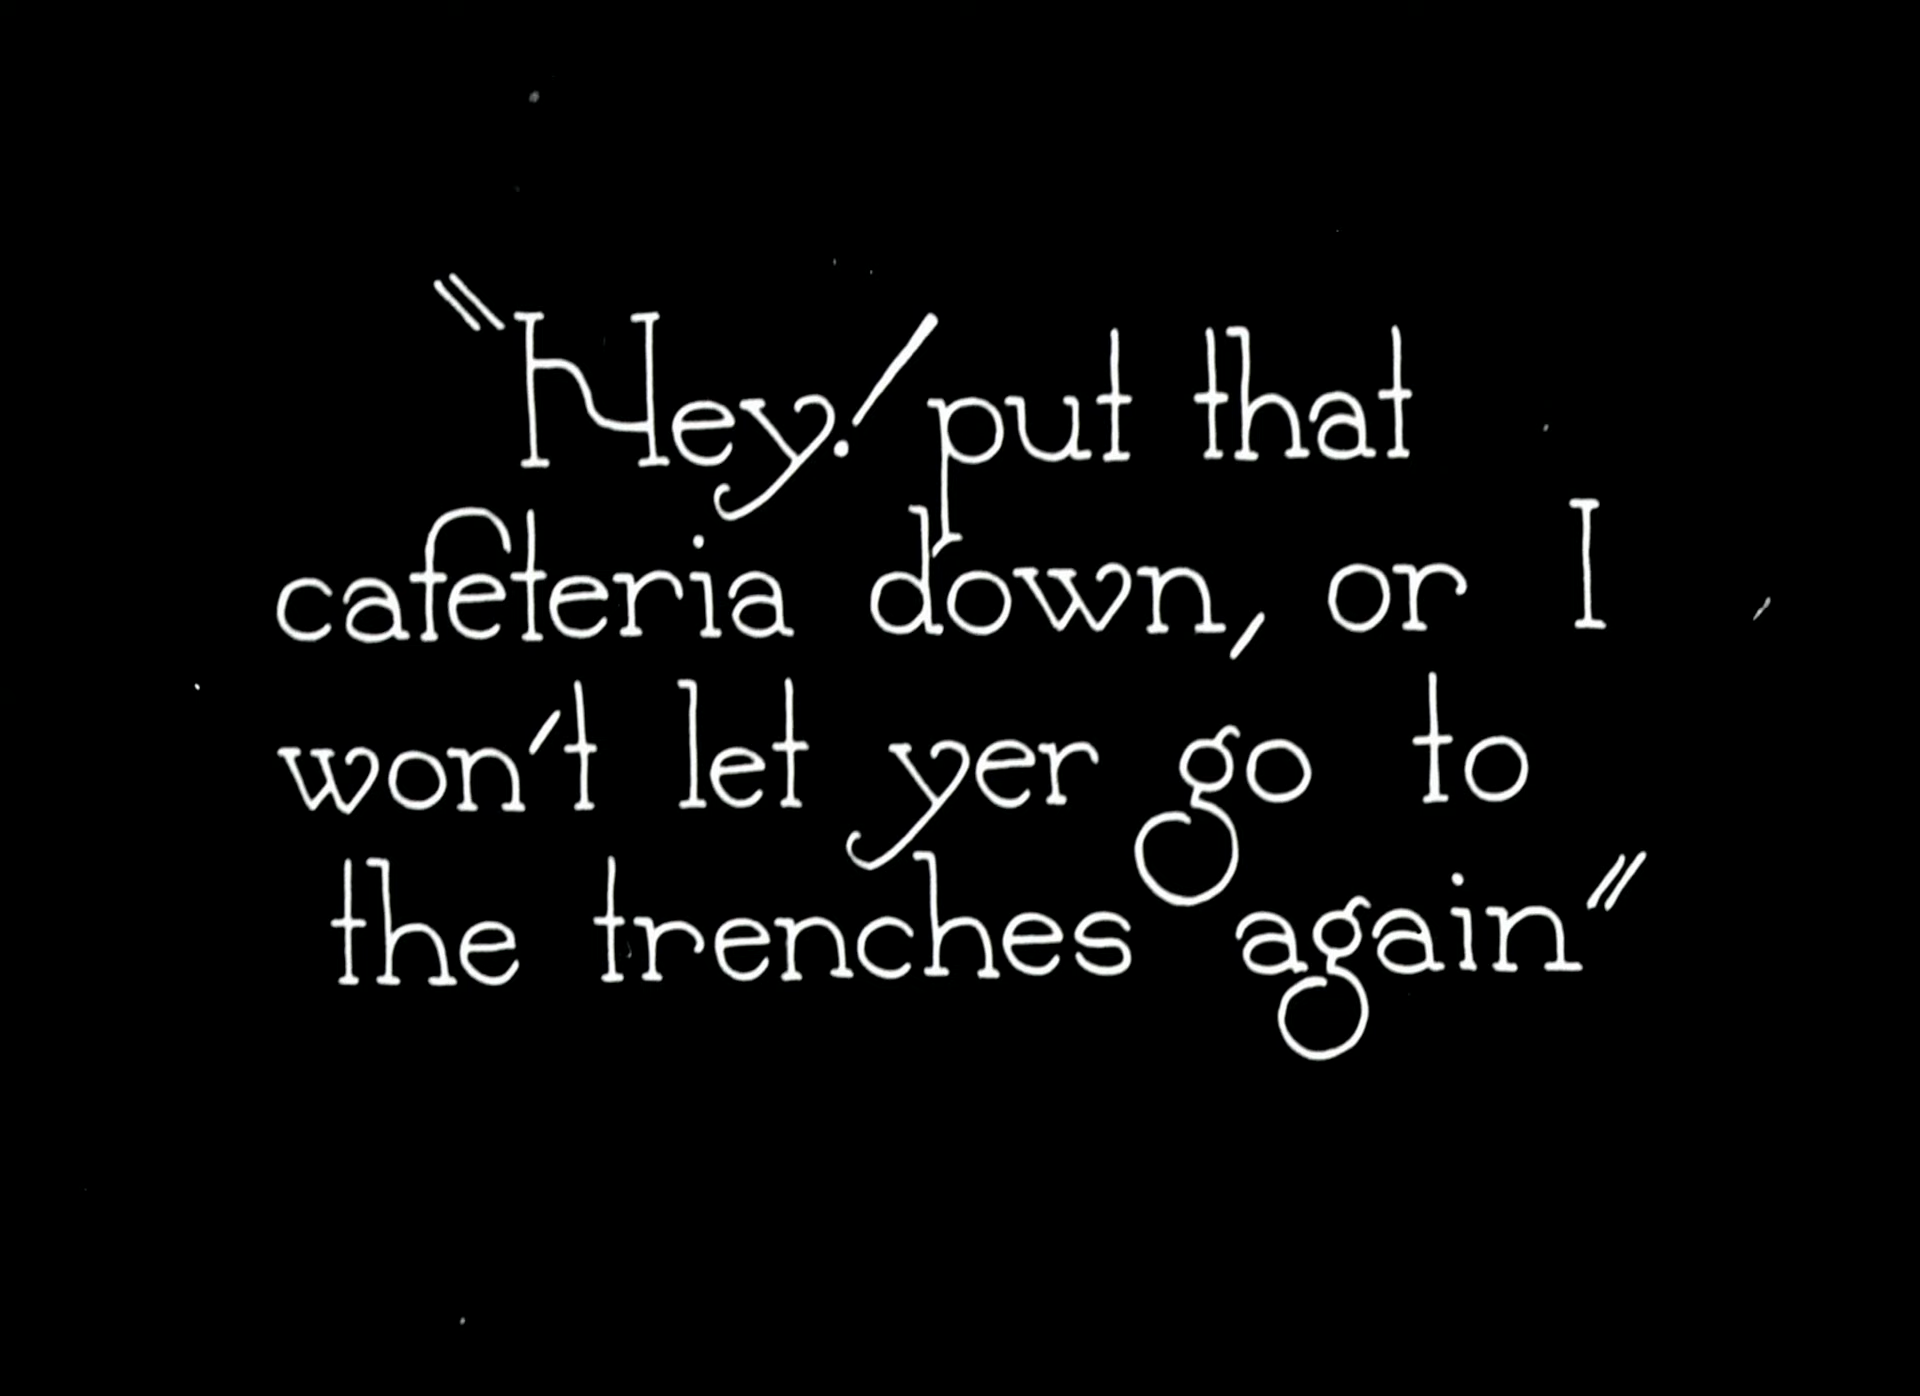 "Hey! put that
cafeteria down, or I
won't let yer go to
the trenches again"